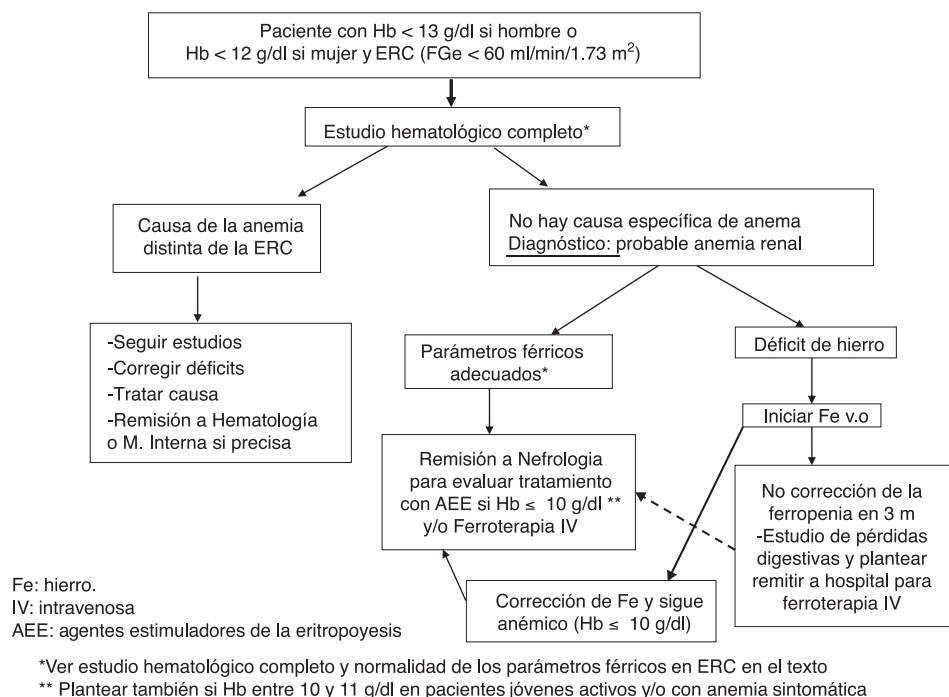 Paciente con Hb < 13 g/dl si hombre o
Hb < 12 g/dl si mujer y ERC (FGe < 60 ml/min/1.73 m²)
Estudio hematológico completo*
Causa de la anemia
distinta de la ERC
No hay causa específica de anema
Diagnóstico: probable anemia renal
-Seguir estudios
-Corregir déficits
-Tratar causa
-Remisión a Hematología
o M. Interna si precisa
Parámetros férricos
adecuados*
Déficit de hierro
Iniciar Fe v.o
Remisión a Nefrologia
para evaluar tratamiento
con AEE si Hb ≤ 10 g/dl **
y/o Ferroterapia IV
No corrección de la
ferropenia en 3 m
-Estudio de pérdidas
digestivas y plantear
remitir a hospital para
ferroterapia IV
Corrección de Fe y sigue
anémico (Hb ≤ 10 g/dl)
Fe: hierro.
IV: intravenosa
AEE: agentes estimuladores de la eritropoyesis
*Ver estudio hematológico completo y normalidad de los parámetros férricos en ERC en el texto
** Plantear también si Hb entre 10 y 11 g/dl en pacientes jóvenes activos y/o con anemia sintomática